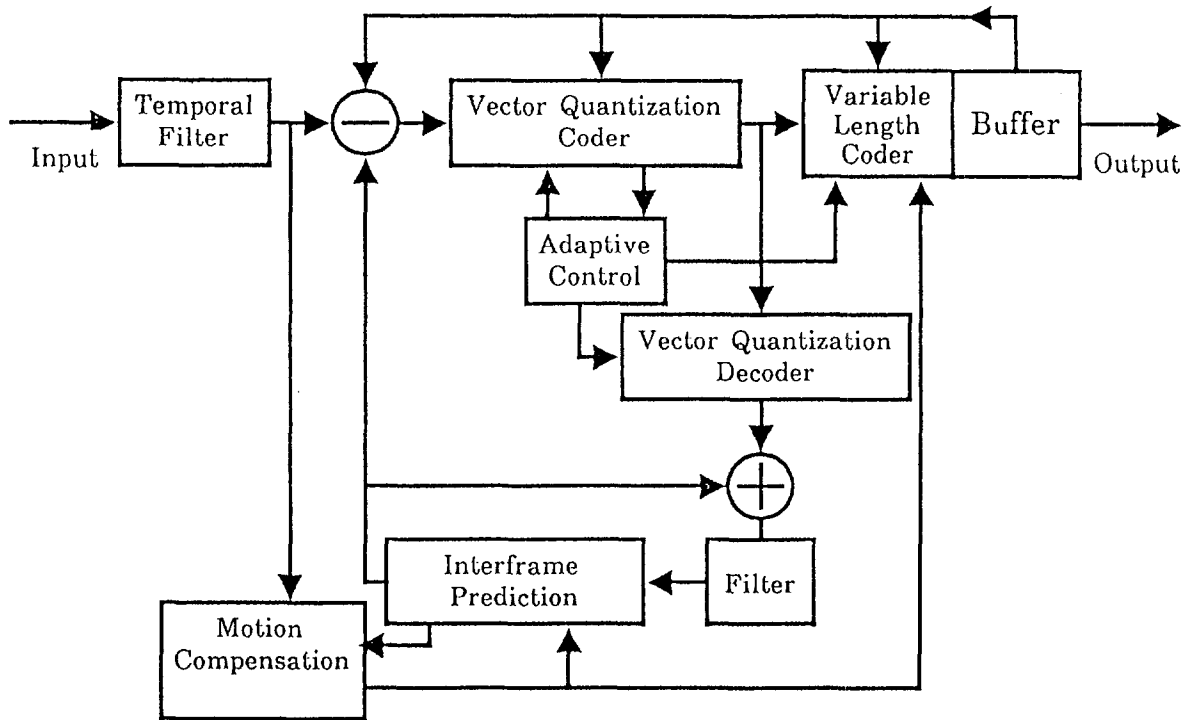 Input
Temporal
Filter
Vector Quantization
Coder
Variable
Length
Coder
Buffer
Output
Adaptive
Control
Vector Quantization
Decoder
Interframe
Prediction
Filter
Motion
Compensation